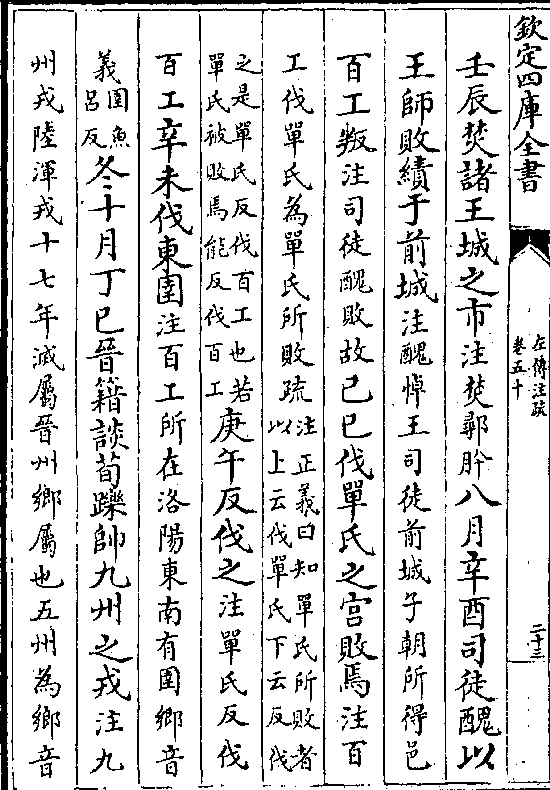 欽定四庫全書
左傳注疏
卷五十
二十三
壬辰焚諸王城之市注焚鄩肸八月辛酉司徒醜以
王師敗績于前城注醜悼王司徒前城子朝所得邑
百工叛注司徒醜敗故己巳伐單氏之宮敗焉注百
工伐單氏為單氏所敗疏注正義曰知單氏所敗者
以上云伐單氏下云反伐
之是單氏反伐百工也若
單氏被敗焉能反伐百工
庚午反伐之注單氏反伐
百工辛未伐東圉注百工所在洛陽東南有圉鄉音
義圉魚
呂反
冬十月丁巳晉籍談荀躒帥九州之戎注九
州戎陸渾戎十七年滅屬晉州鄉屬也五州為鄉音